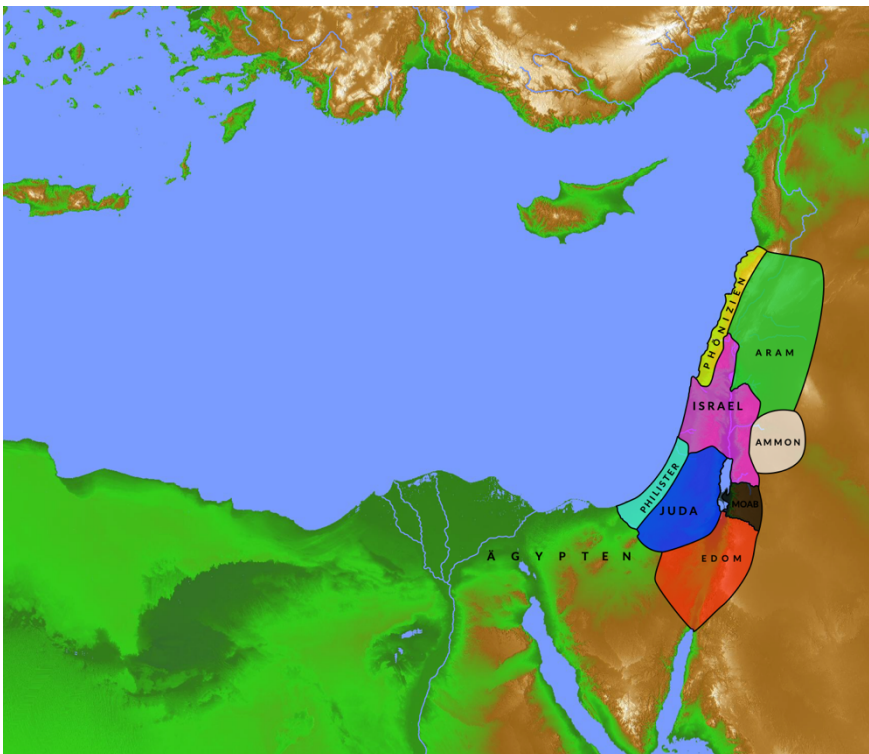 PHÖNIZIEN
ARAM
ISRAEL
AMMON
PHILISTER
MOAB
JUDA
ÄGYPTEN
EDOM